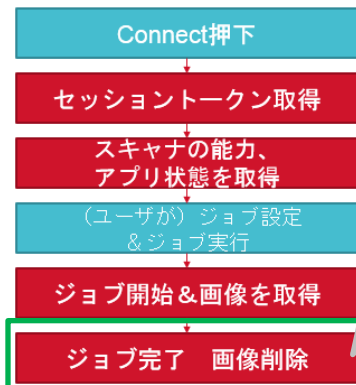 Connect押下
セッショントークン取得
スキャナの能力、
アプリ状態を取得
(ユーザが)ジョブ設定
&ジョブ実行
ジョブ開始&画像を取得
ジョブ完了 画像削除